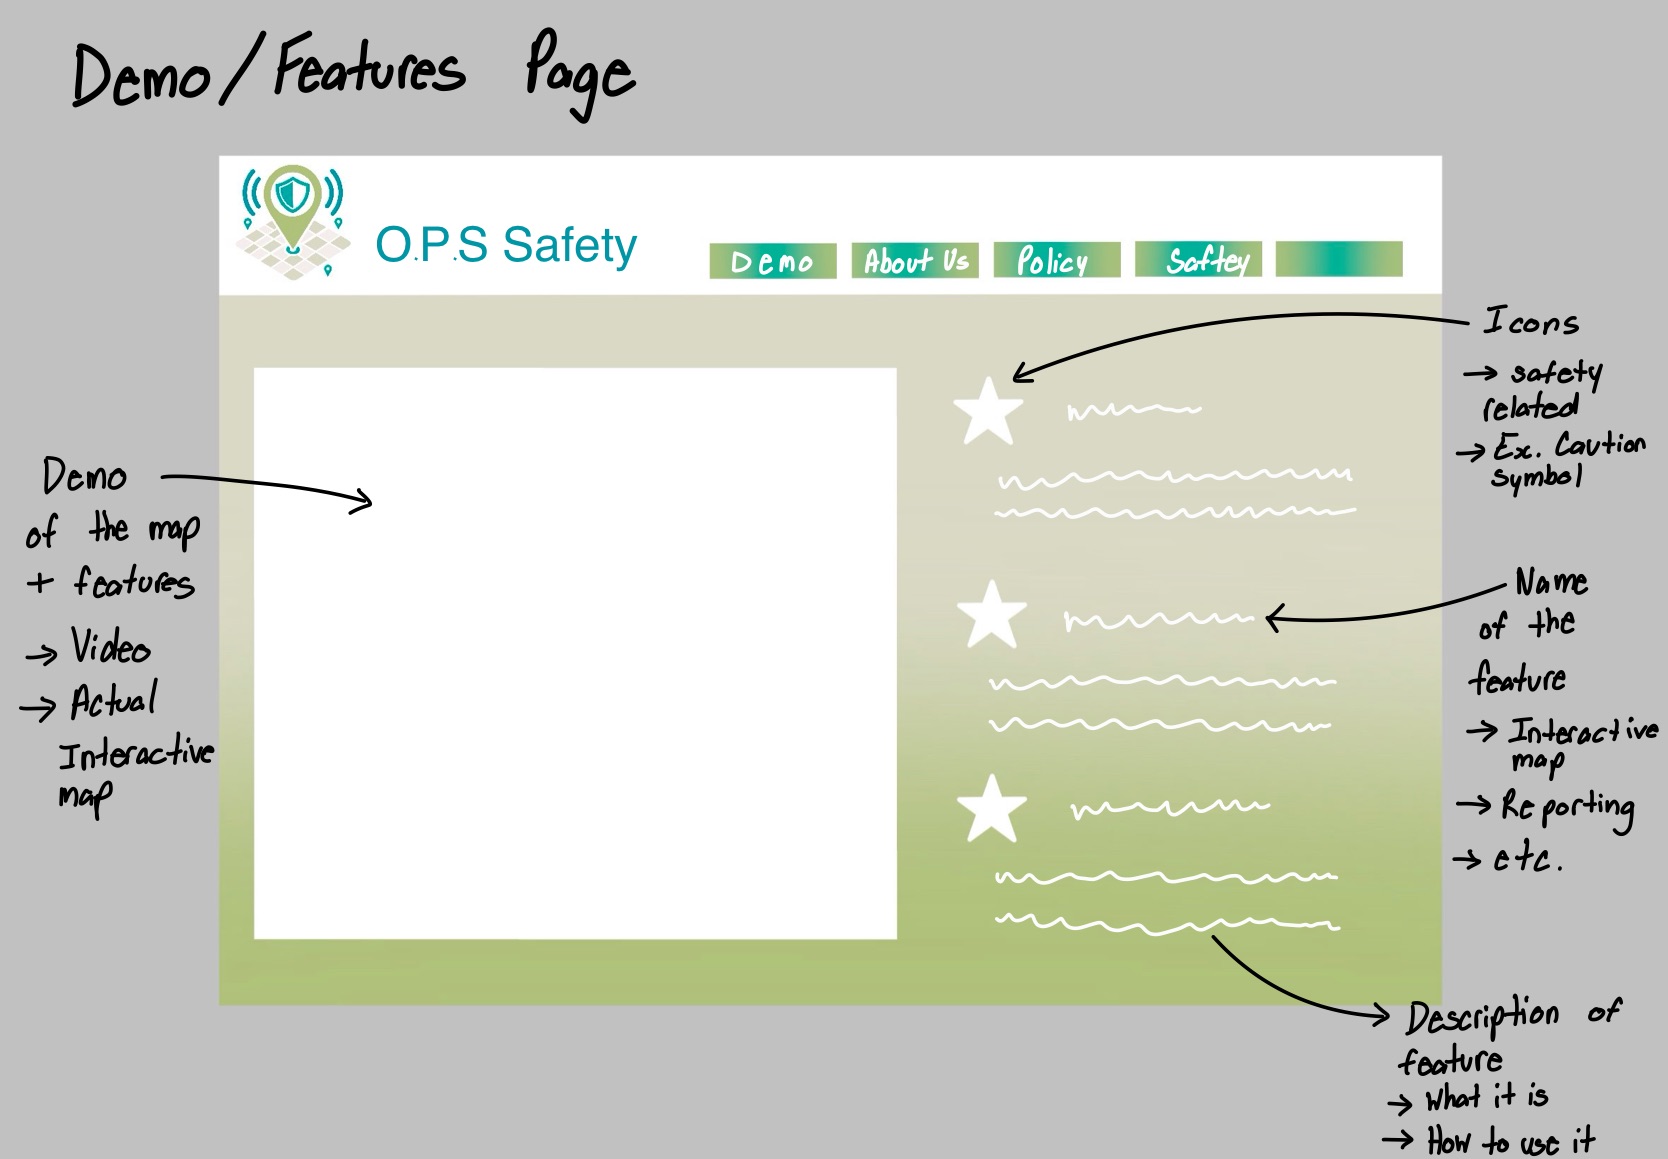 Demo/Features Page
O.P.S Safety
Demo
About Us
Policy
Saftey
Demo
of the map
+ features
→ Video
→ Actual
Interactive
map
Icons
→ safety
related
→ Ex. Caution
symbol
Name
of the
feature
→ Interactive
map
→ Reporting
→ etc.
Description of
feature
→ What it is
→ How to use it